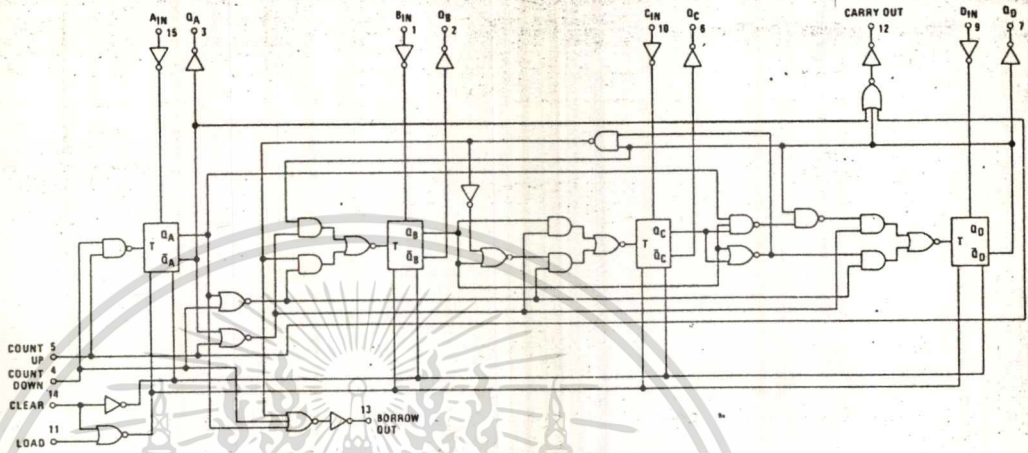 AIN QA BIN QB CIN QC CARRY OUT DIN QD
15 3 1 2 10 6 12 9 7
QA QB QC QD
T T T T
Q̄A Q̄B Q̄C Q̄D
COUNT UP 5
COUNT DOWN 4
CLEAR 14
LOAD 11
13 BORROW OUT